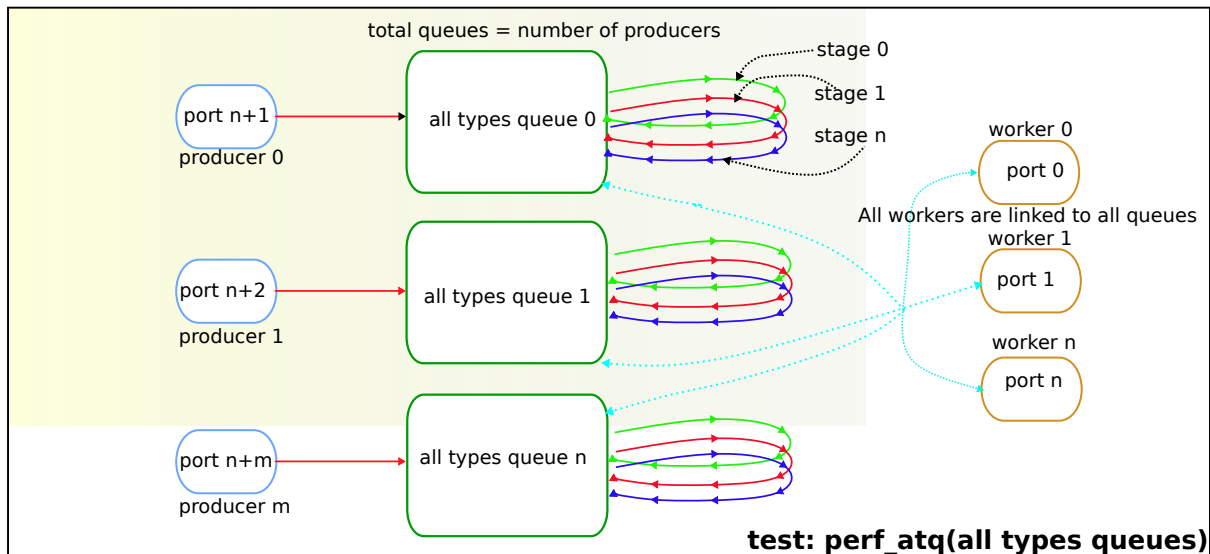 total queues = number of producers
stage 0
stage 1
stage n
port n+1
producer 0
all types queue 0
worker 0
port 0
All workers are linked to all queues
worker 1
port 1
port n+2
producer 1
all types queue 1
worker n
port n
port n+m
producer m
all types queue n
test: perf_atq(all types queues)